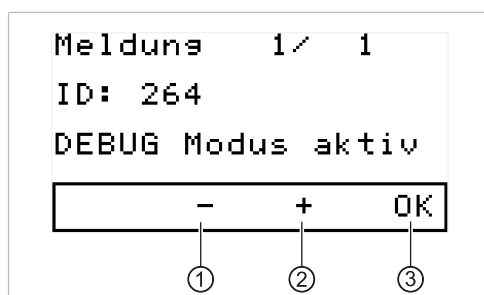 Meldung 1/ 1
ID: 264
DEBUG Modus aktiv
- + OK
① ② ③